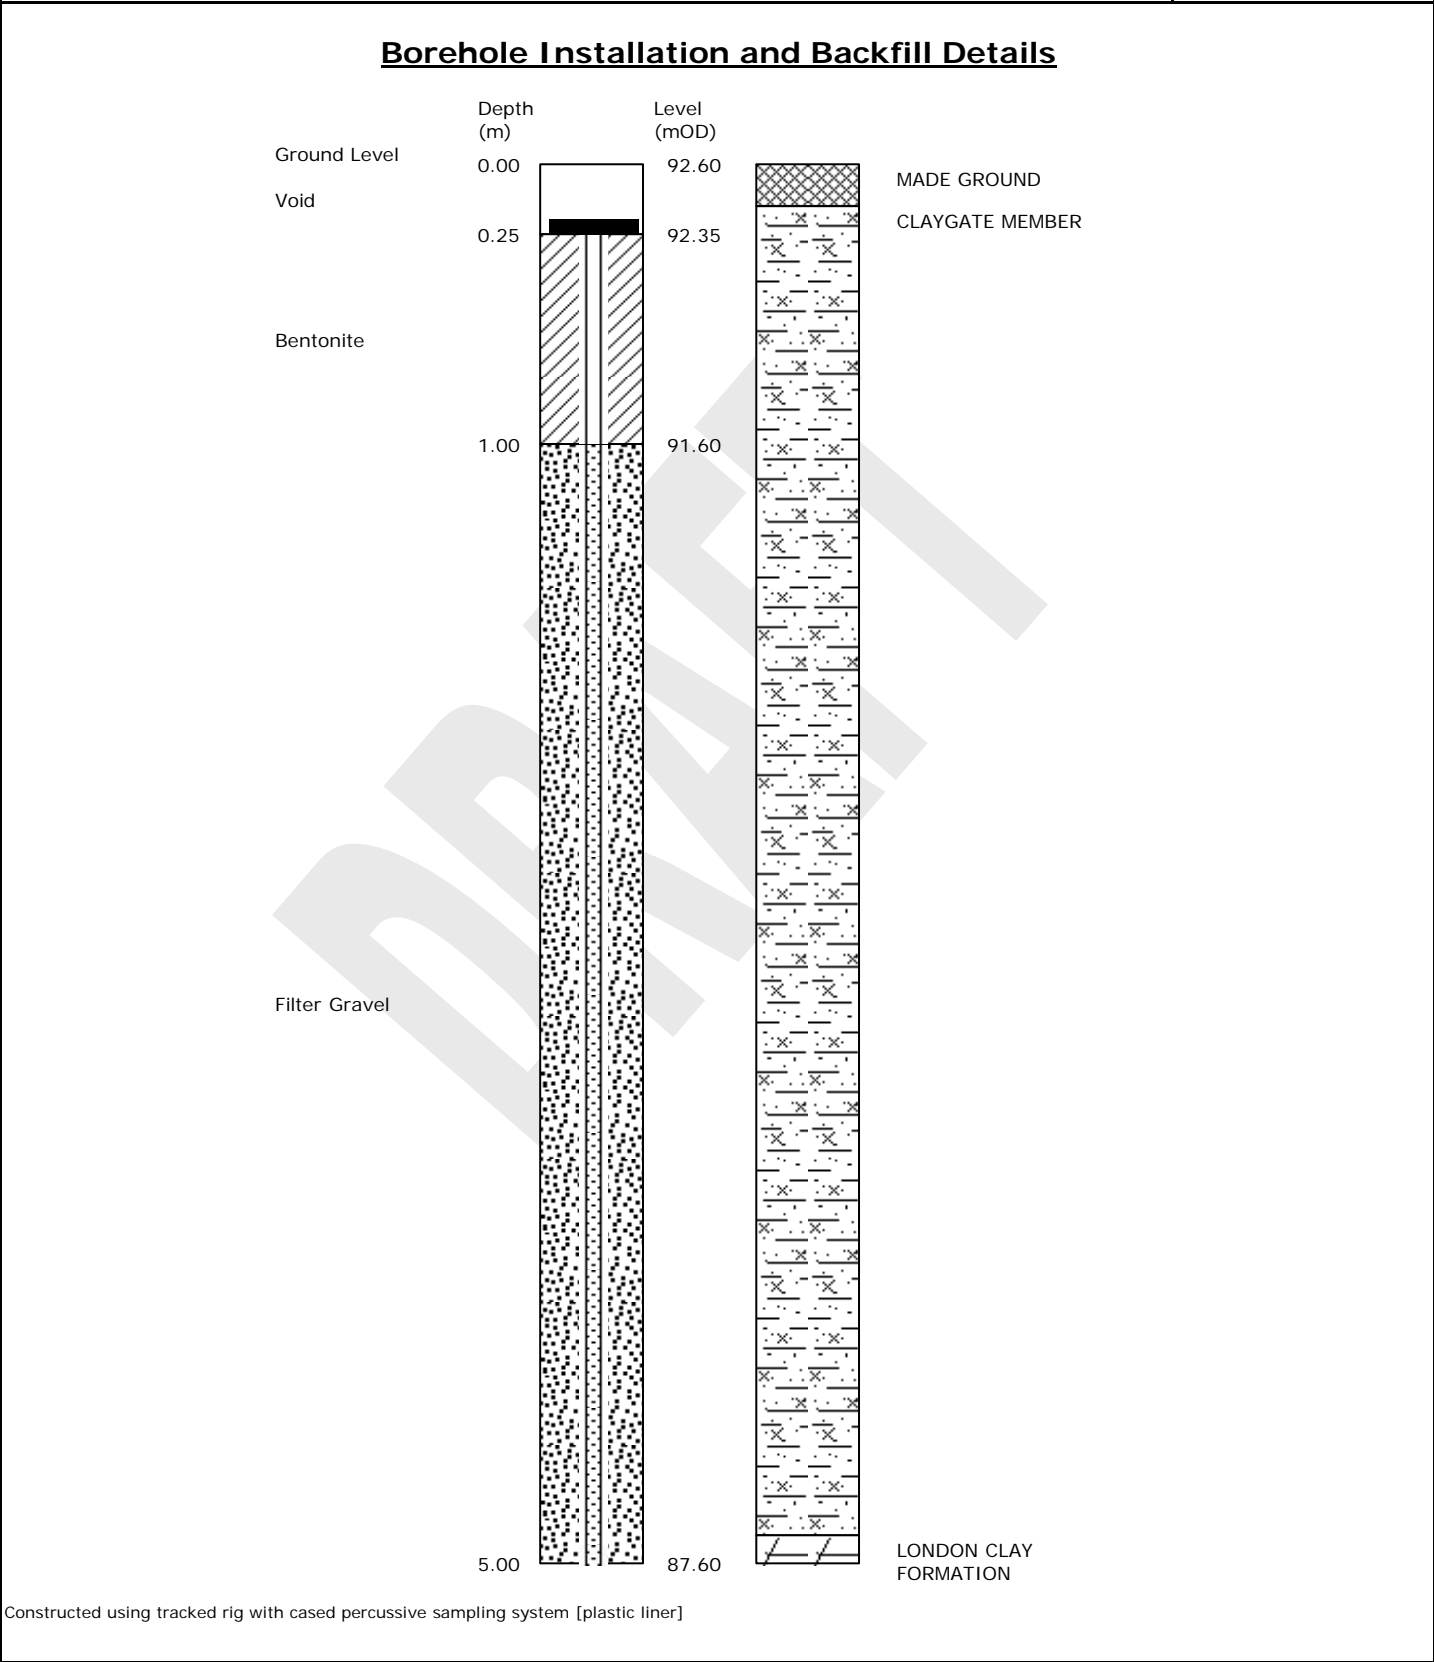 Borehole Installation and Backfill Details
Depth
(m)
Level
(mOD)
Ground Level
0.00
92.60
MADE GROUND
Void
CLAYGATE MEMBER
0.25
92.35
Bentonite
1.00
91.60
DRAFT
Filter Gravel
5.00
87.60
LONDON CLAY
FORMATION
Constructed using tracked rig with cased percussive sampling system [plastic liner]